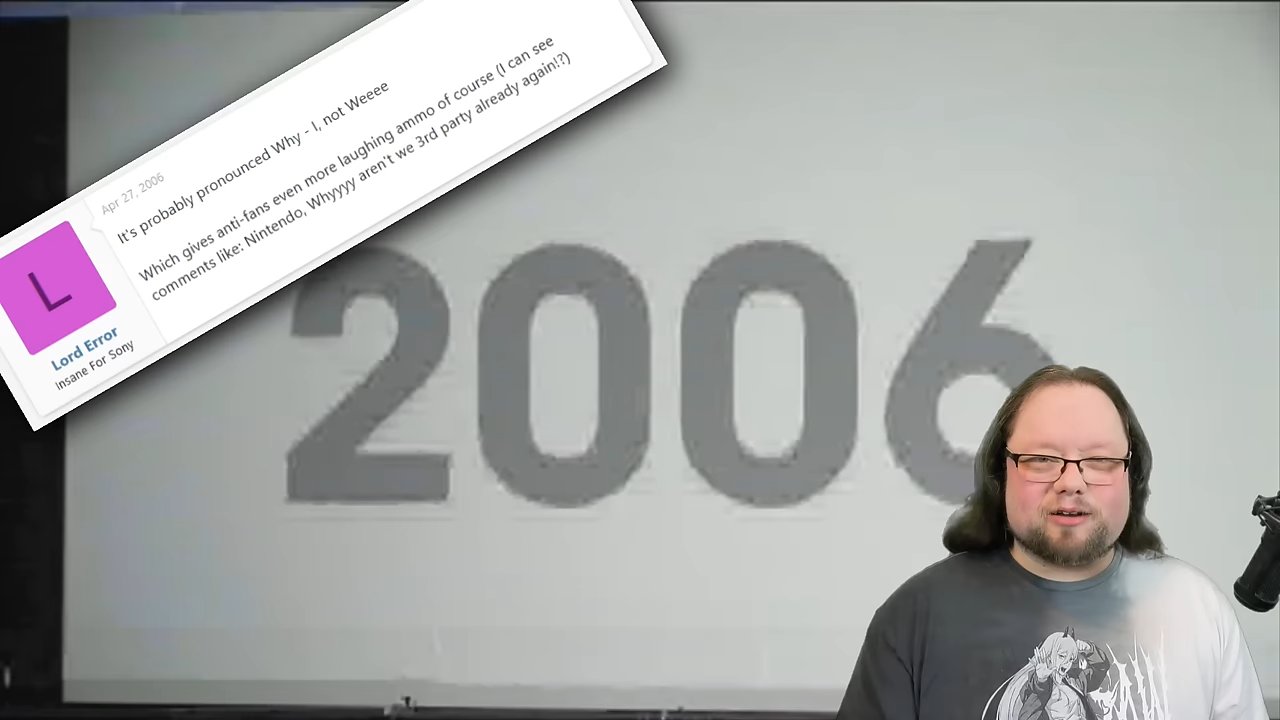 Apr 27, 2006
It's probably pronounced Why - I, not Weeee
Which gives anti-fans even more laughing ammo of course (I can see
comments like: Nintendo, Whyyyy aren't we 3rd party already again!?)
L
Lord Error
Insane For Sony
2006